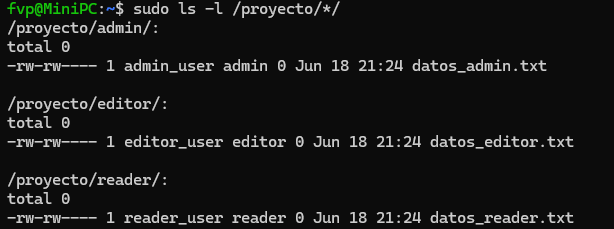 fvp@MiniPC:~$ sudo ls -l /proyecto/*/
/proyecto/admin/:
total 0
-rw-rw---- 1 admin_user admin 0 Jun 18 21:24 datos_admin.txt

/proyecto/editor/:
total 0
-rw-rw---- 1 editor_user editor 0 Jun 18 21:24 datos_editor.txt

/proyecto/reader/:
total 0
-rw-rw---- 1 reader_user reader 0 Jun 18 21:24 datos_reader.txt